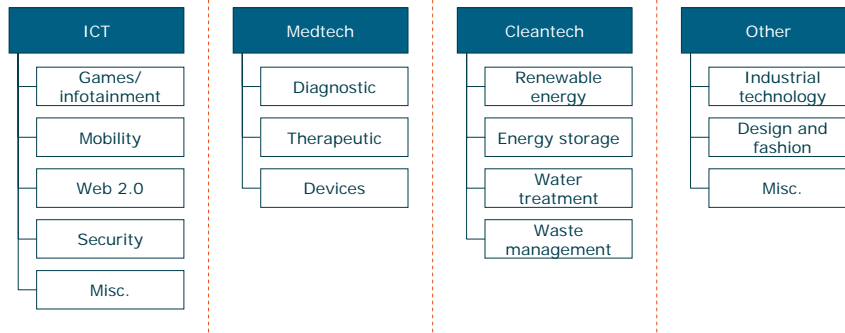 ICT
Games/
infotainment
Mobility
Web 2.0
Security
Misc.
Medtech
Diagnostic
Therapeutic
Devices
Cleantech
Renewable
energy
Energy storage
Water
treatment
Waste
management
Other
Industrial
technology
Design and
fashion
Misc.